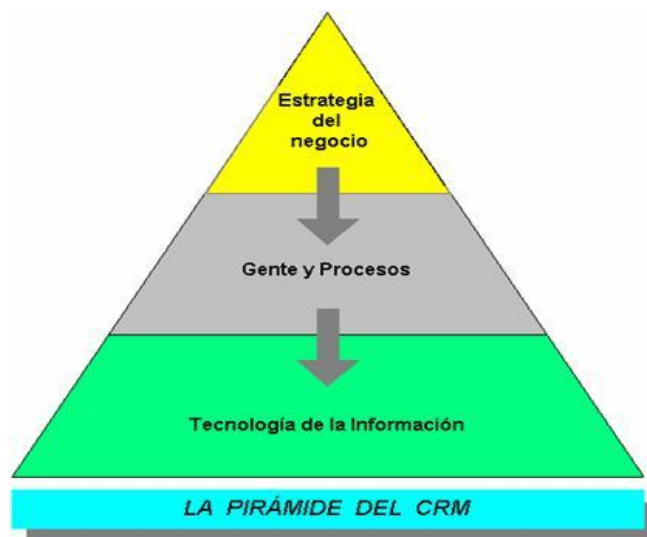 Estrategia
del
negocio
Gente y Procesos
Tecnología de la Información
LA PIRÁMIDE DEL CRM